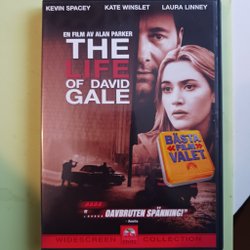 KEVIN SPACEY KATE WINSLET LAURA LINNEY
EN FILM AV ALAN PARKER
THE
LIFE
OF DAVID
GALE
BÄSTA
FILM
VALET
OAVBRUTEN SPÄNNING!
WIDESCREEN COLLECTION